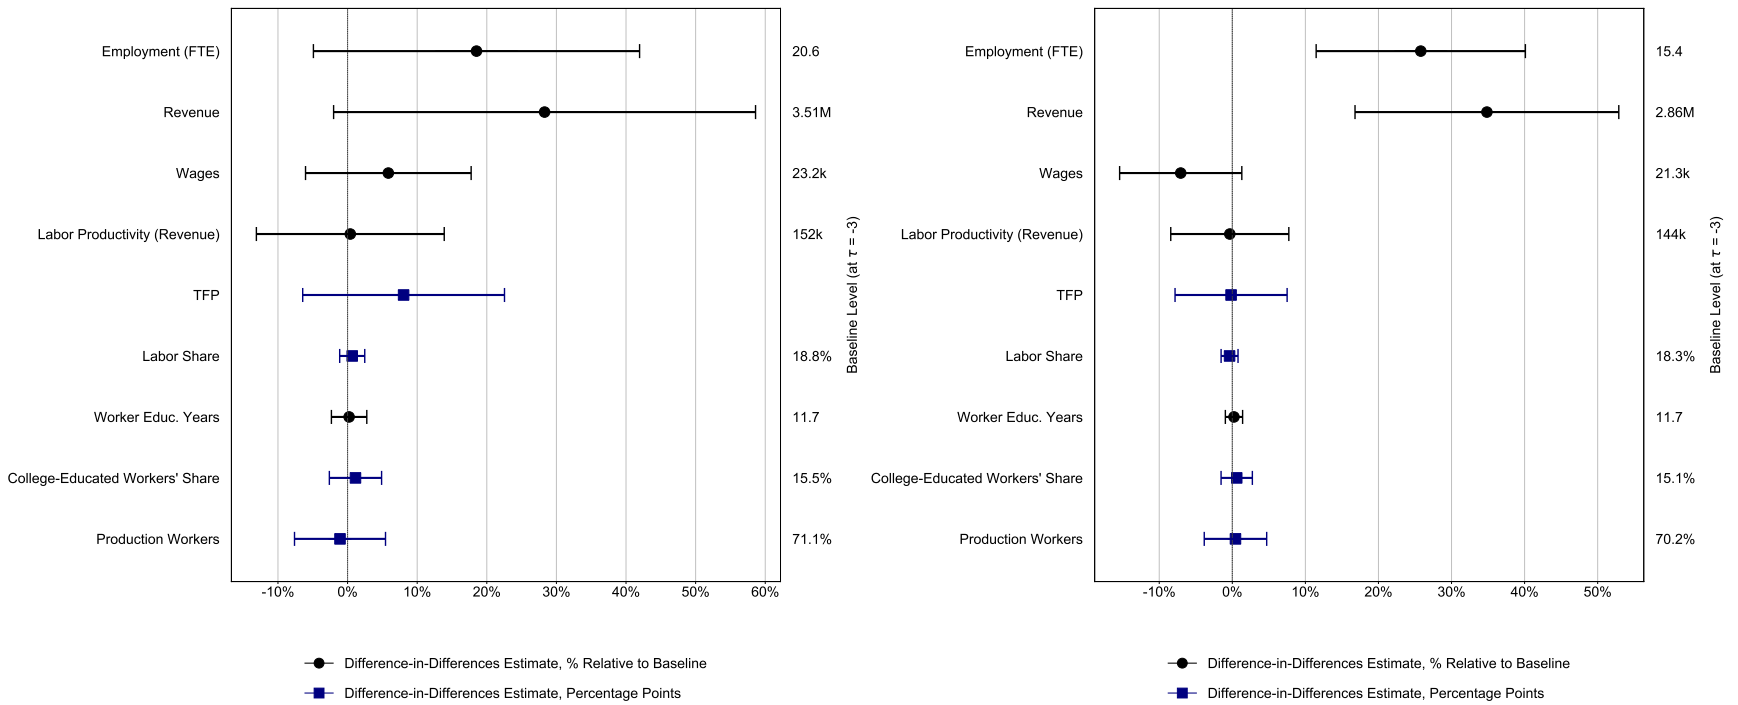 Employment (FTE)
20.6
Revenue
3.51M
Wages
23.2k
Labor Productivity (Revenue)
152k
TFP
Labor Share
18.8%
Worker Educ. Years
11.7
College-Educated Workers' Share
15.5%
Production Workers
71.1%
Baseline Level (at τ = -3)
-10% 0% 10% 20% 30% 40% 50% 60%
Difference-in-Differences Estimate, % Relative to Baseline
Difference-in-Differences Estimate, Percentage Points
Employment (FTE)
15.4
Revenue
2.86M
Wages
21.3k
Labor Productivity (Revenue)
144k
TFP
Labor Share
18.3%
Worker Educ. Years
11.7
College-Educated Workers' Share
15.1%
Production Workers
70.2%
Baseline Level (at τ = -3)
-10% 0% 10% 20% 30% 40% 50%
Difference-in-Differences Estimate, % Relative to Baseline
Difference-in-Differences Estimate, Percentage Points